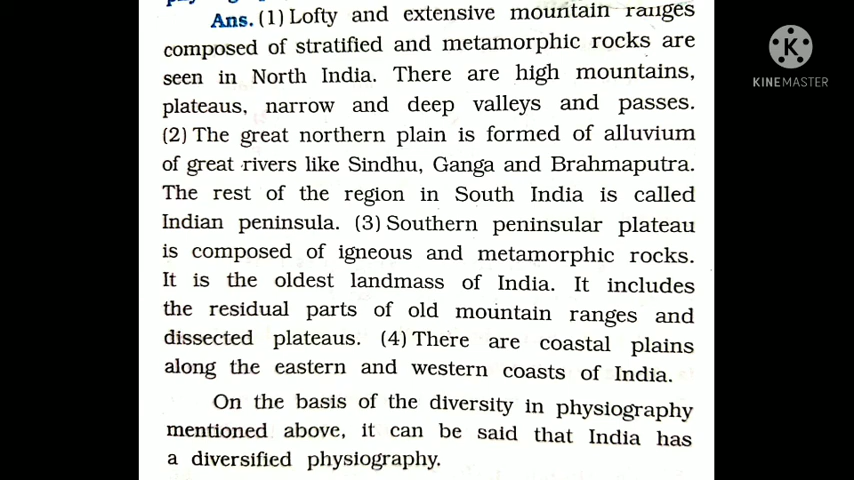 Ans. (1) Lofty and extensive mountain ranges
composed of stratified and metamorphic rocks are
seen in North India. There are high mountains,
plateaus, narrow and deep valleys and passes.
(2) The great northern plain is formed of alluvium
of great rivers like Sindhu, Ganga and Brahmaputra.
The rest of the region in South India is called
Indian peninsula. (3) Southern peninsular plateau
is composed of igneous and metamorphic rocks.
It is the oldest landmass of India. It includes
the residual parts of old mountain ranges and
dissected plateaus. (4) There are coastal plains
along the eastern and western coasts of India.
On the basis of the diversity in physiography
mentioned above, it can be said that India has
a diversified physiography.
K
KINEMASTER